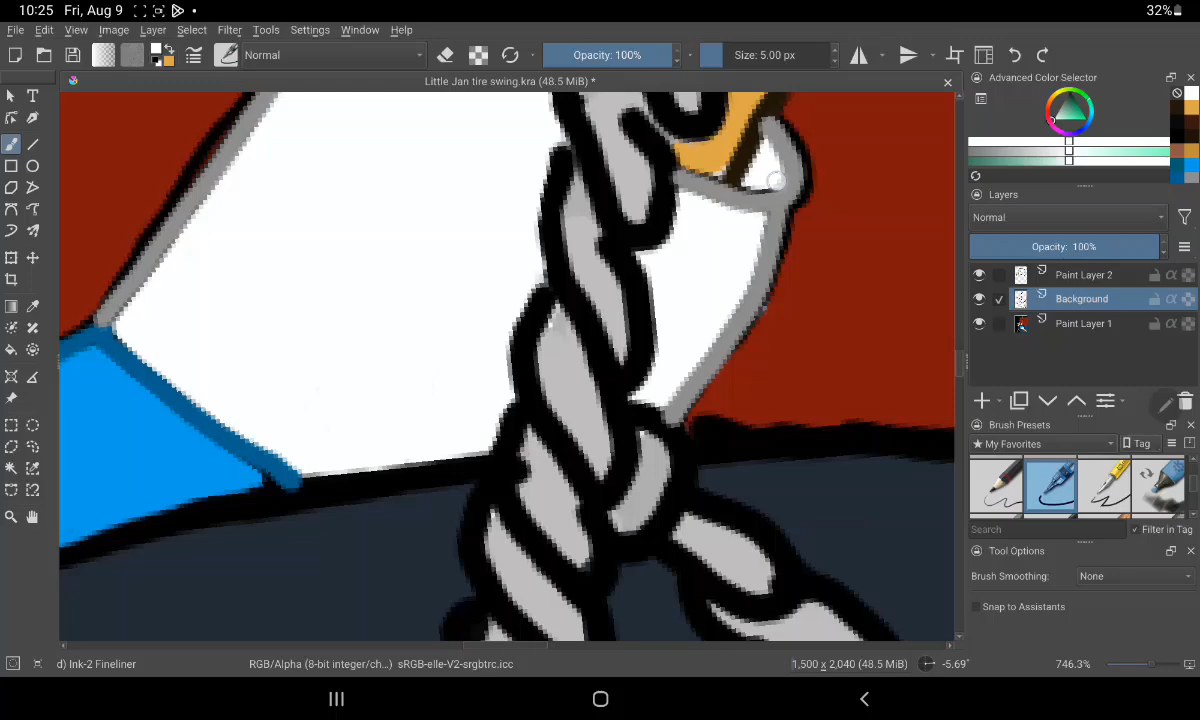 10:25 Fri, Aug 9
32%
File Edit View Image Layer Select Filter Tools Settings Window Help
Normal
Opacity: 100%
Size: 5.00 px
Little Jan tire swing.kra (48.5 MiB) *
Advanced Color Selector
Layers
Normal
Opacity: 100%
Paint Layer 2
Background
Paint Layer 1
Brush Presets
★ My Favorites
Tag
Search
Filter in Tag
Tool Options
Brush Smoothing: None
Snap to Assistants
d) Ink-2 Fineliner
RGB/Alpha (8-bit integer/ch...) sRGB-elle-V2-srgbtrc.icc
1,500 x 2,040 (48.5 MiB)
-5.69°
746.3%